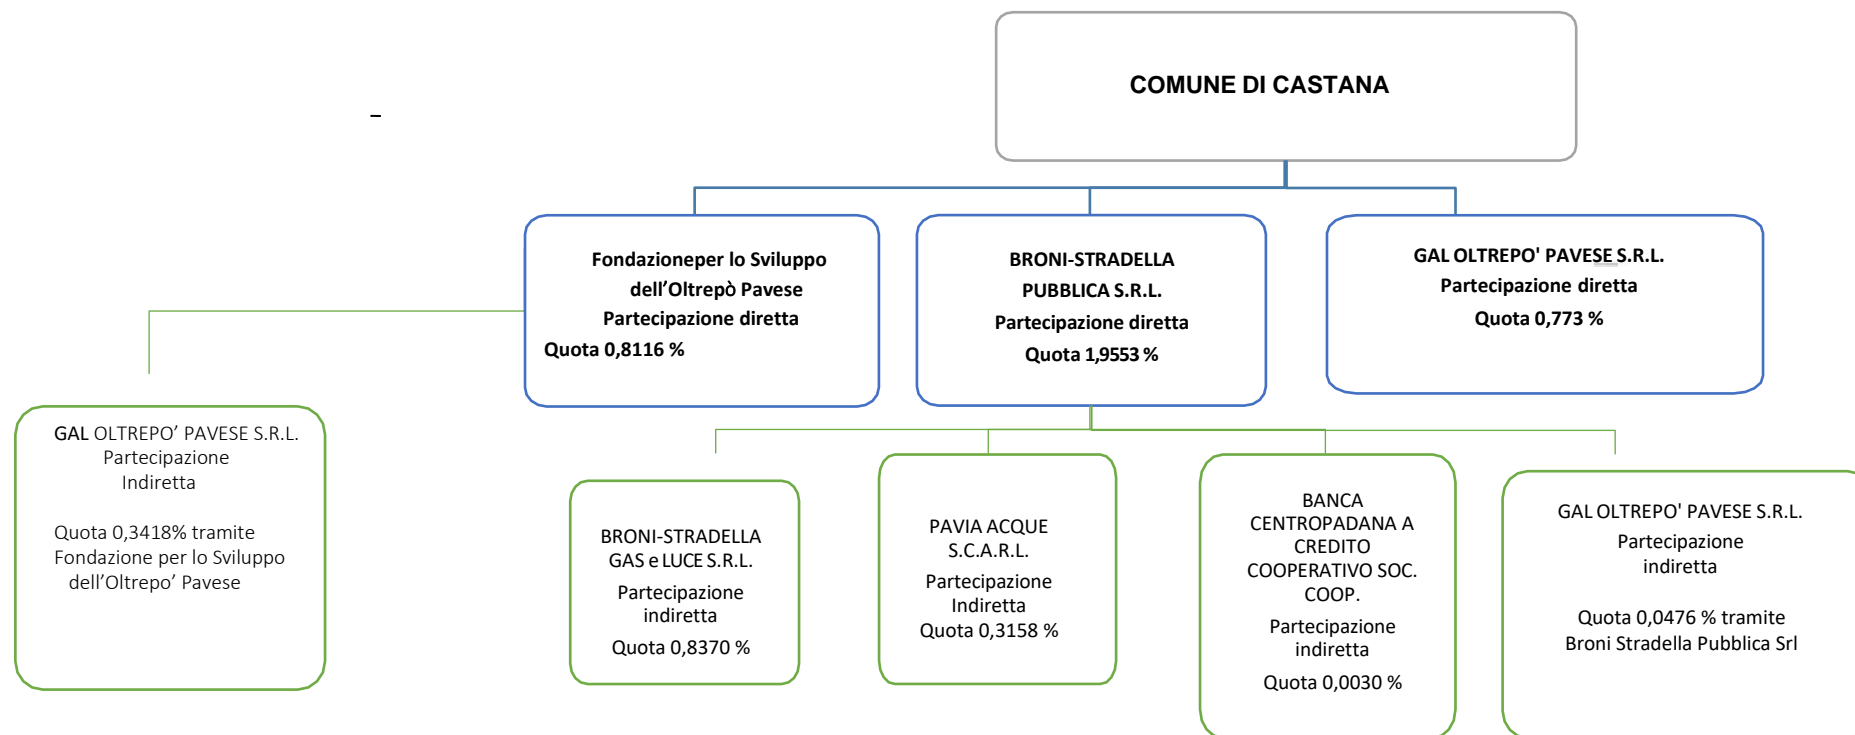 COMUNE DI CASTANA
–
Fondazioneper lo Sviluppo
dell’Oltrepò Pavese
Partecipazione diretta
Quota 0,8116 %
BRONI-STRADELLA
PUBBLICA S.R.L.
Partecipazione diretta
Quota 1,9553 %
GAL OLTREPO' PAVESE S.R.L.
Partecipazione diretta
Quota 0,773 %
GAL OLTREPO’ PAVESE S.R.L.
Partecipazione
Indiretta
Quota 0,3418% tramite
Fondazione per lo Sviluppo
dell’Oltrepo’ Pavese
BRONI-STRADELLA
GAS e LUCE S.R.L.
Partecipazione
indiretta
Quota 0,8370 %
PAVIA ACQUE
S.C.A.R.L.
Partecipazione
Indiretta
Quota 0,3158 %
BANCA
CENTROPADANA A
CREDITO
COOPERATIVO SOC.
COOP.
Partecipazione
indiretta
Quota 0,0030 %
GAL OLTREPO' PAVESE S.R.L.
Partecipazione
indiretta
Quota 0,0476 % tramite
Broni Stradella Pubblica Srl